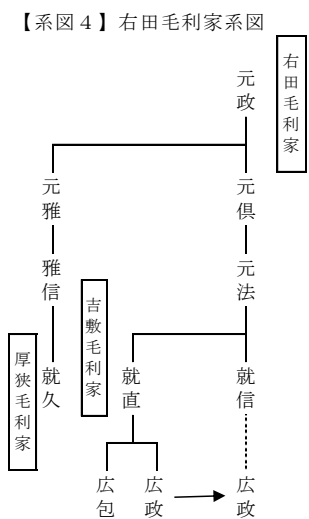 【系図４】右田毛利家系図
右田毛利家
元政
元倶
元雅
元法
雅信
吉敷毛利家
就信
就直
就久
厚狭毛利家
広政
広政
広包